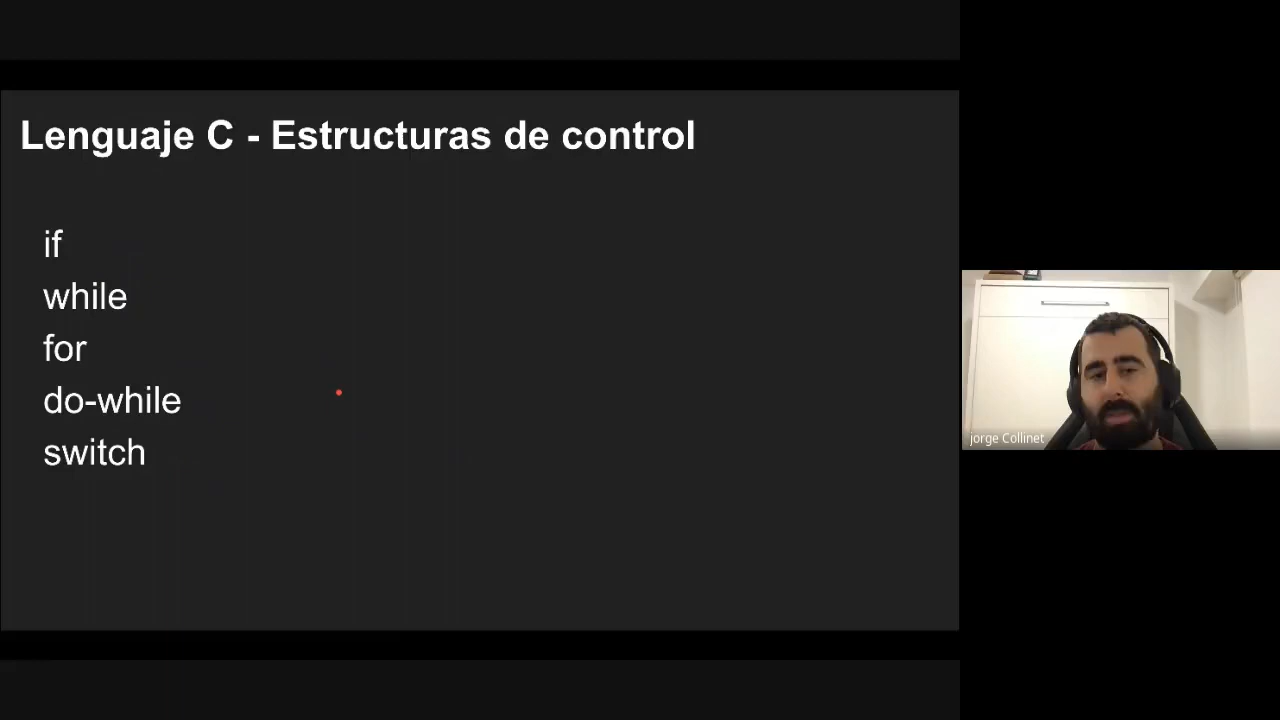 Lenguaje C - Estructuras de control
if
while
for
do-while
switch
jorge Collinet